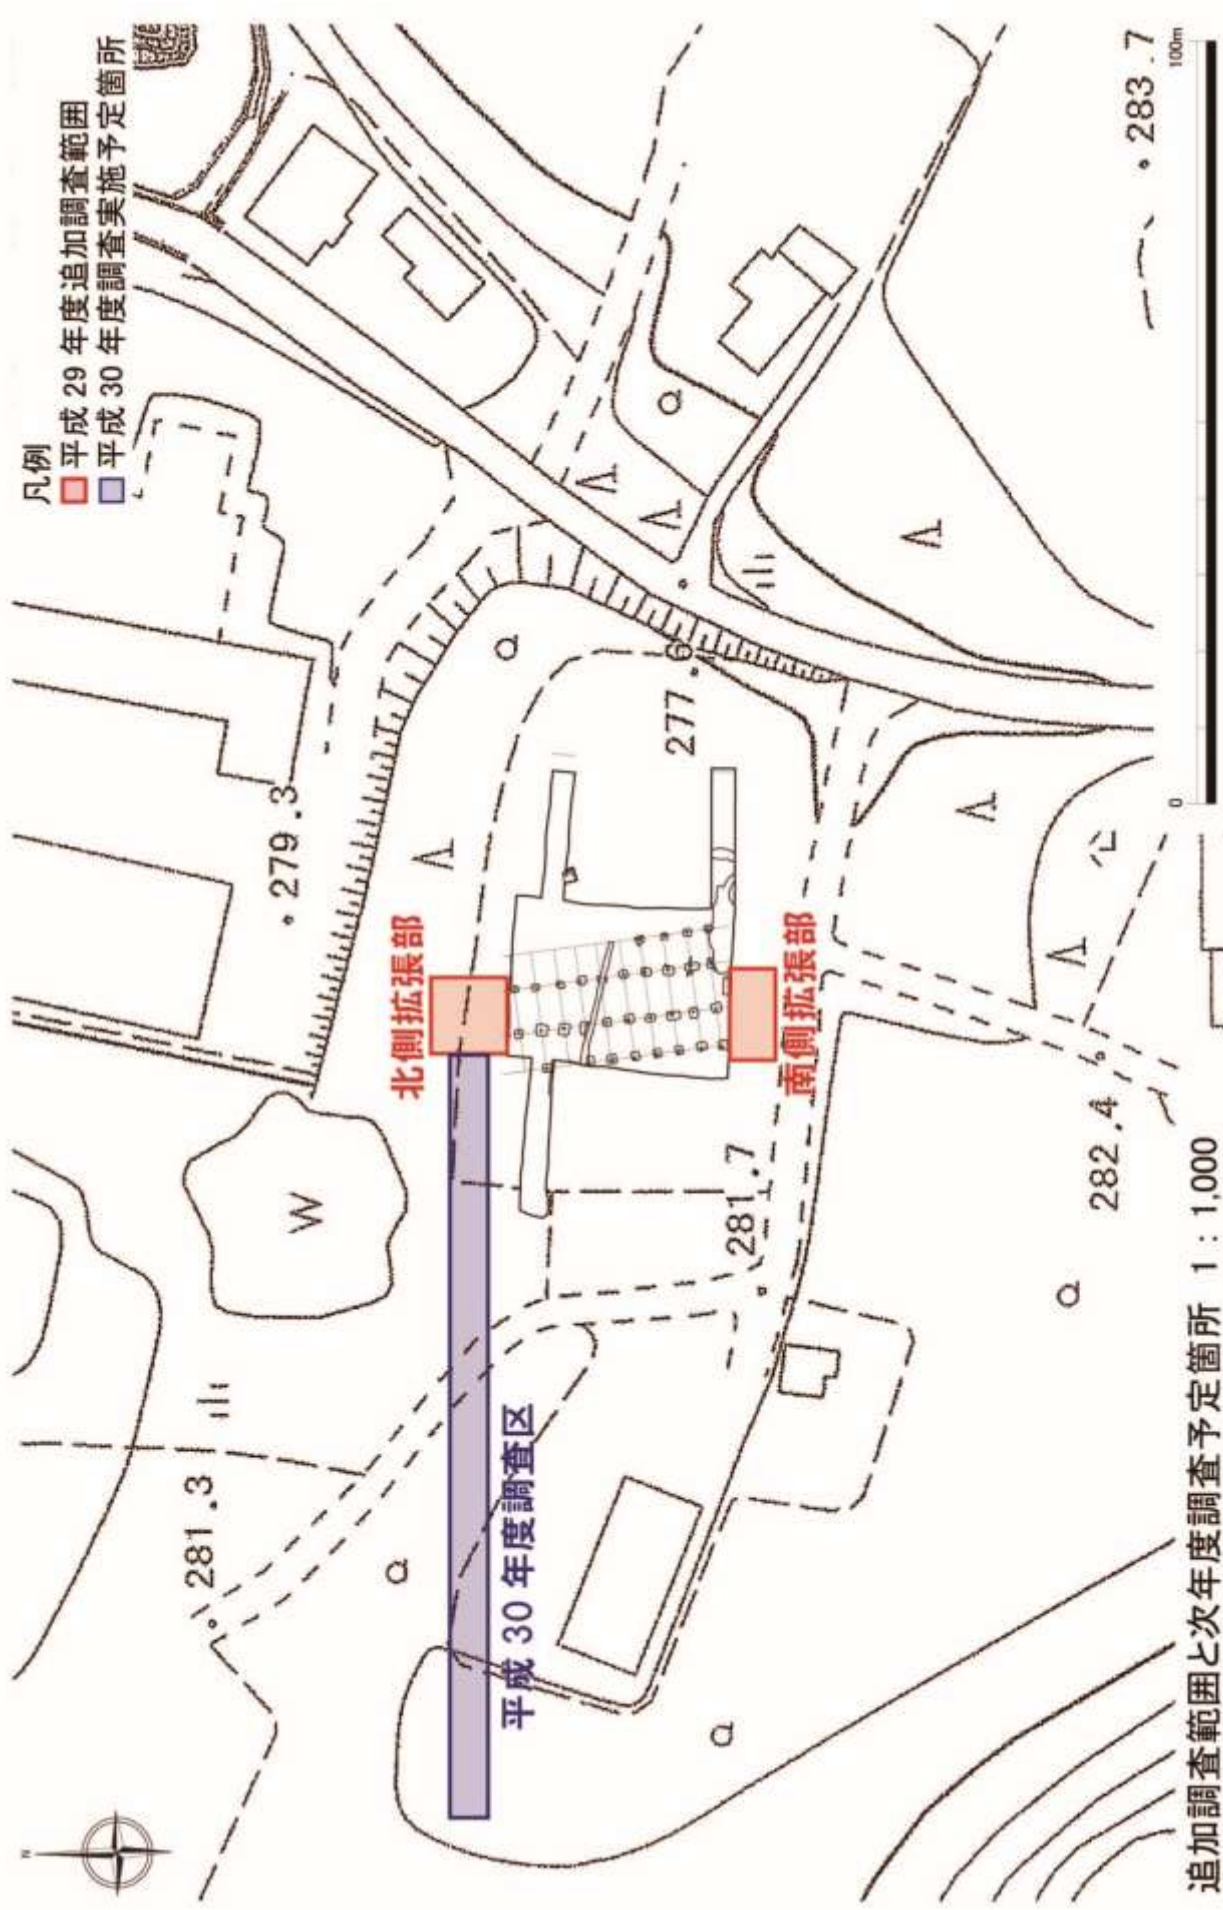 凡例
平成 29 年度追加調査範囲
平成 30 年度調査実施予定箇所
N
281.3
W
279.3
北側拡張部
平成 30 年度調査区
277
281.7
南側拡張部
282.4
公
283.7
0
100m
追加調査範囲と次年度調査予定箇所 1：1,000